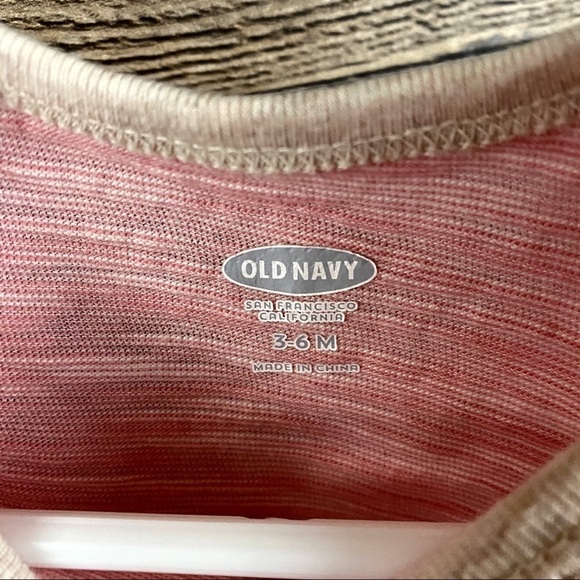 OLD NAVY
SAN FRANCISCO
CALIFORNIA
3-6 M
MADE IN CHINA